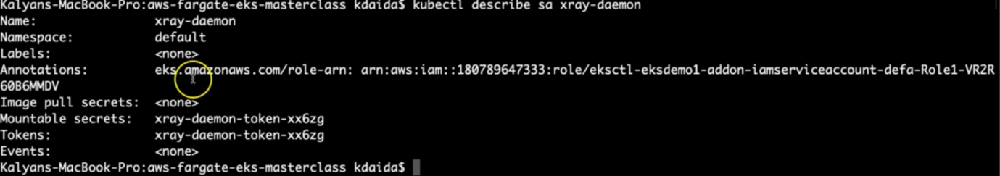 Kalyans-MacBook-Pro:aws-fargate-eks-masterclass kdaida$ kubectl describe sa xray-daemon
Name:                xray-daemon
Namespace:           default
Labels:              <none>
Annotations:         eks.amazonaws.com/role-arn: arn:aws:iam::180789647333:role/eksctl-eksdemo1-addon-iamserviceaccount-defa-Role1-VR2R
60B6MMDV
Image pull secrets:  <none>
Mountable secrets:   xray-daemon-token-xx6zg
Tokens:              xray-daemon-token-xx6zg
Events:              <none>
Kalyans-MacBook-Pro:aws-fargate-eks-masterclass kdaida$